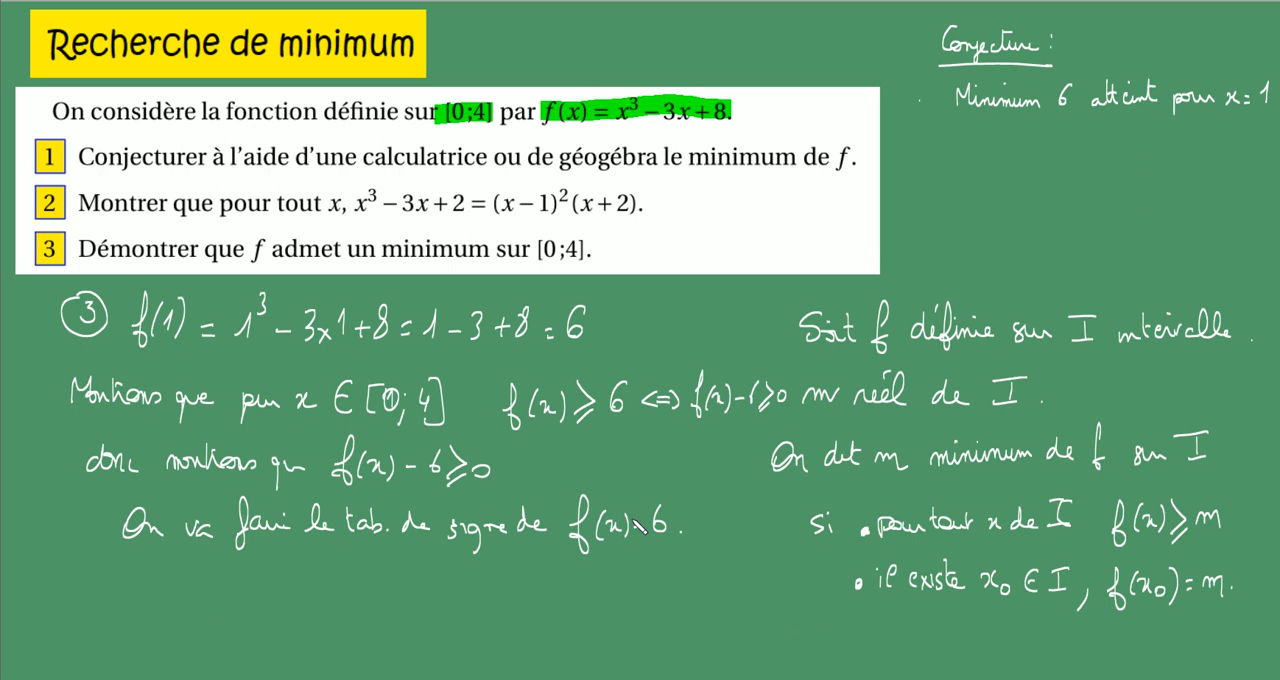 Recherche de minimum
Conjecture :
Minimum 6 atteint pour x = 1
On considère la fonction définie sur [0;4] par f(x) = x³ − 3x + 8.
1 Conjecturer à l'aide d'une calculatrice ou de géogébra le minimum de f.
2 Montrer que pour tout x, x³ − 3x + 2 = (x − 1)²(x + 2).
3 Démontrer que f admet un minimum sur [0;4].
③ f(1) = 1³ − 3×1 + 8 = 1 − 3 + 8 = 6
Montrons que pour x ∈ [0; 4] f(x) ⩾ 6 ⟺ f(x) − 6 ⩾ 0
donc montrons que f(x) − 6 ⩾ 0
On va faire le tab. de signe de f(x) − 6.
Soit f définie sur I intervalle.
m réel de I.
On dit m minimum de f sur I
si • pour tout x de I f(x) ⩾ m
• il existe x₀ ∈ I, f(x₀) = m.